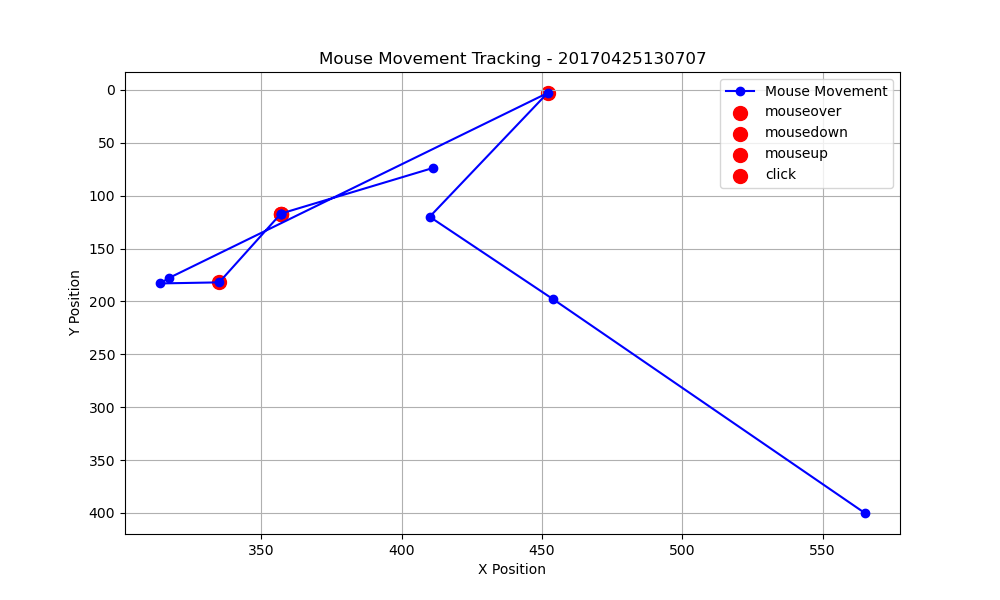 Mouse Movement Tracking - 20170425130707
Mouse Movement
mouseover
mousedown
mouseup
click
Y Position
0
50
100
150
200
250
300
350
400
350
400
450
500
550
X Position